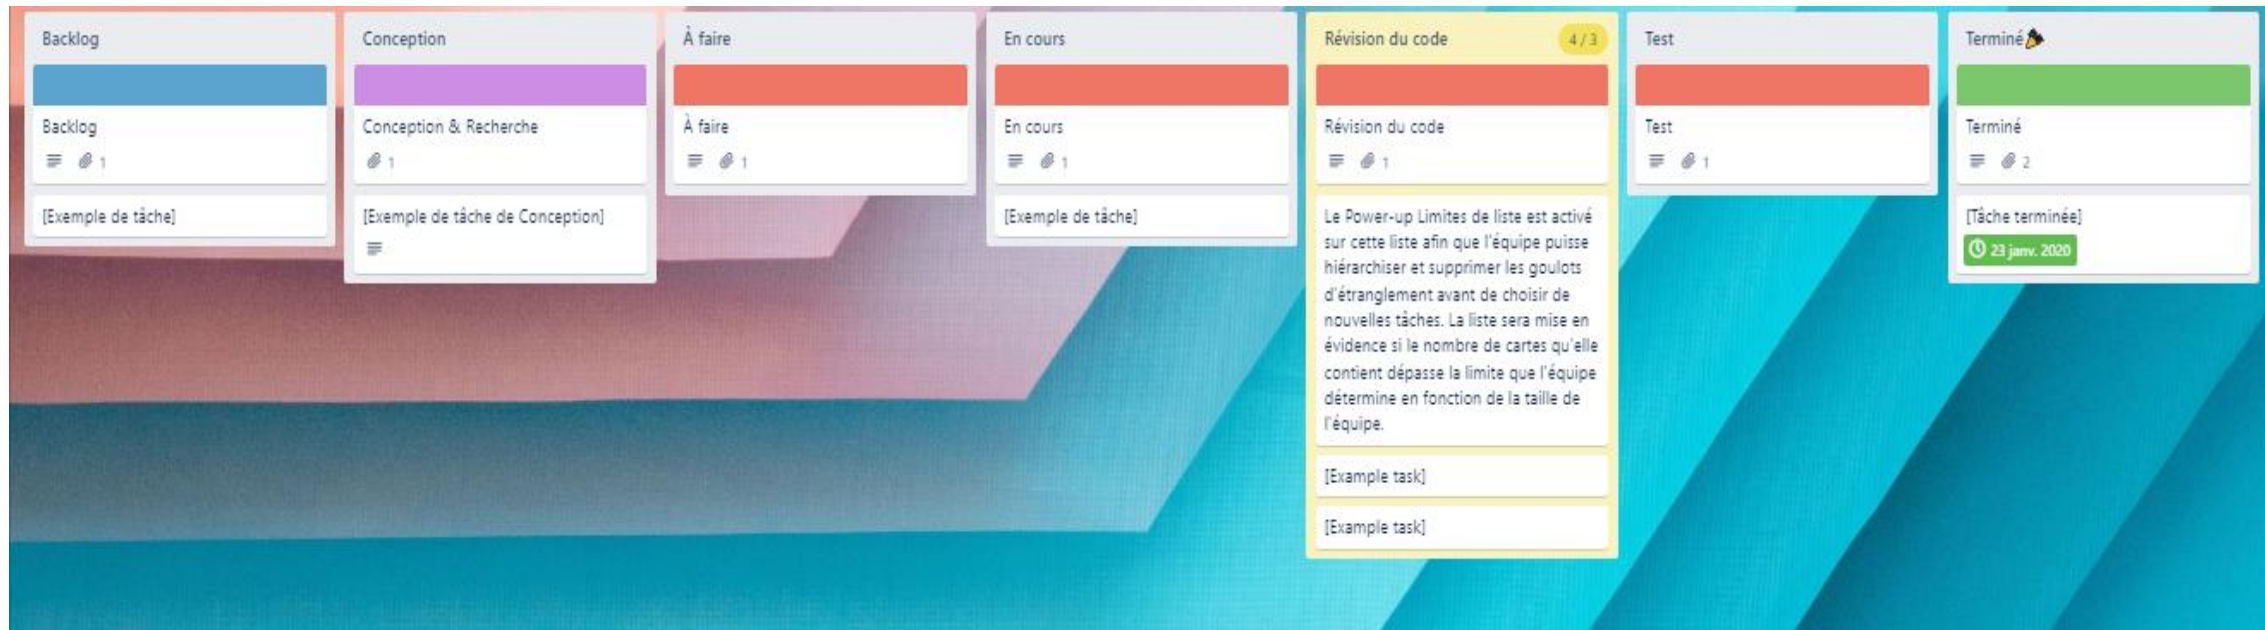 Backlog
Backlog
1
[Exemple de tâche]
Conception
Conception & Recherche
1
[Exemple de tâche de Conception]
À faire
À faire
1
En cours
En cours
1
[Exemple de tâche]
Révision du code 4 / 3
Révision du code
1
Le Power-up Limites de liste est activé
sur cette liste afin que l'équipe puisse
hiérarchiser et supprimer les goulots
d'étranglement avant de choisir de
nouvelles tâches. La liste sera mise en
évidence si le nombre de cartes qu'elle
contient dépasse la limite que l'équipe
détermine en fonction de la taille de
l'équipe.
[Example task]
[Example task]
Test
Test
1
Terminé
Terminé
2
[Tâche terminée]
23 janv. 2020